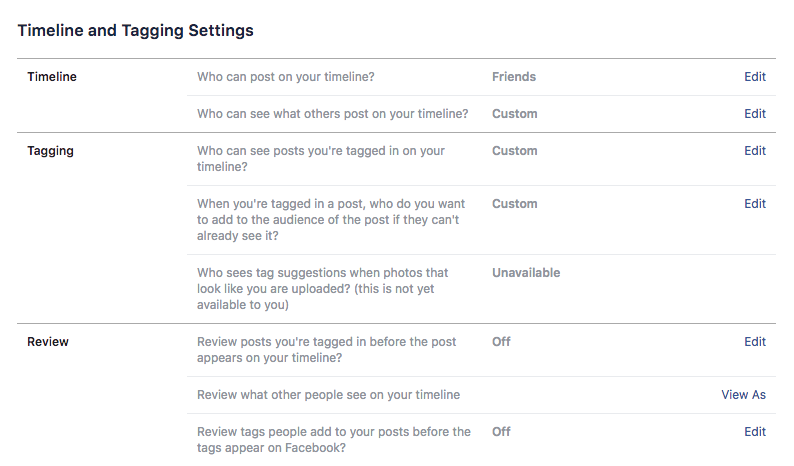 Timeline and Tagging Settings
Timeline
Who can post on your timeline?
Friends
Edit
Who can see what others post on your timeline?
Custom
Edit
Tagging
Who can see posts you're tagged in on your
timeline?
Custom
Edit
When you're tagged in a post, who do you want
to add to the audience of the post if they can't
already see it?
Custom
Edit
Who sees tag suggestions when photos that
look like you are uploaded? (this is not yet
available to you)
Unavailable
Review
Review posts you're tagged in before the post
appears on your timeline?
Off
Edit
Review what other people see on your timeline
View As
Review tags people add to your posts before the
tags appear on Facebook?
Off
Edit